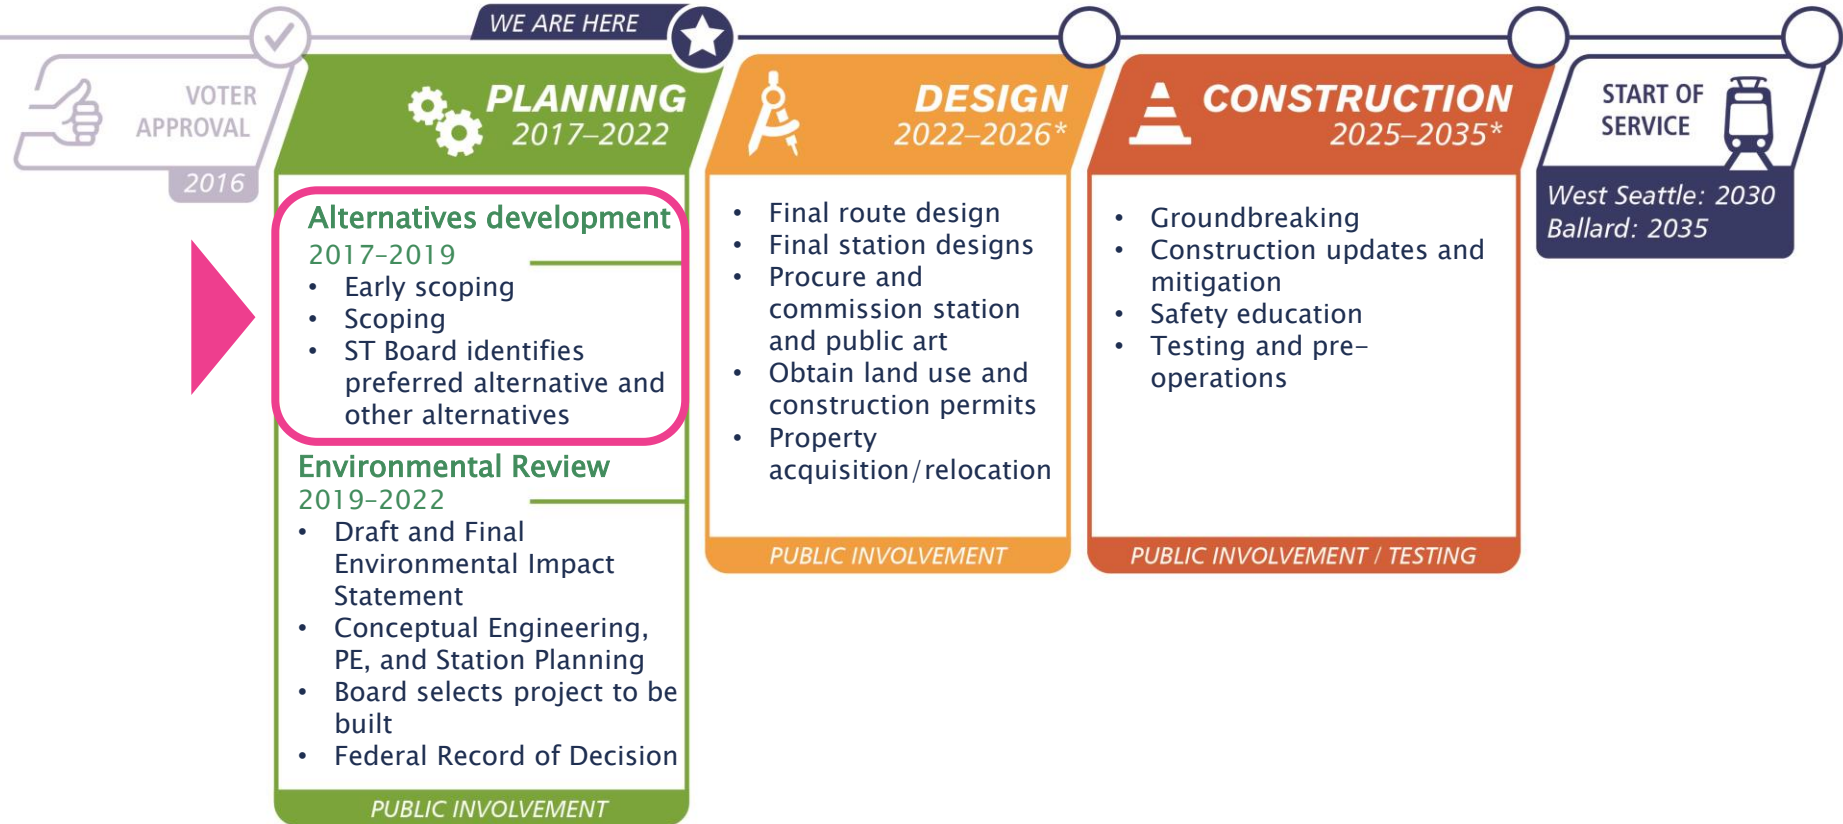 WE ARE HERE
VOTER
APPROVAL
2016
PLANNING
2017–2022
Alternatives development
2017–2019
• Early scoping
• Scoping
• ST Board identifies
preferred alternative and
other alternatives
Environmental Review
2019–2022
• Draft and Final
Environmental Impact
Statement
• Conceptual Engineering,
PE, and Station Planning
• Board selects project to be
built
• Federal Record of Decision
PUBLIC INVOLVEMENT
DESIGN
2022–2026*
• Final route design
• Final station designs
• Procure and
commission station
and public art
• Obtain land use and
construction permits
• Property
acquisition/relocation
PUBLIC INVOLVEMENT
CONSTRUCTION
2025–2035*
• Groundbreaking
• Construction updates and
mitigation
• Safety education
• Testing and pre–
operations
PUBLIC INVOLVEMENT / TESTING
START OF
SERVICE
West Seattle: 2030
Ballard: 2035